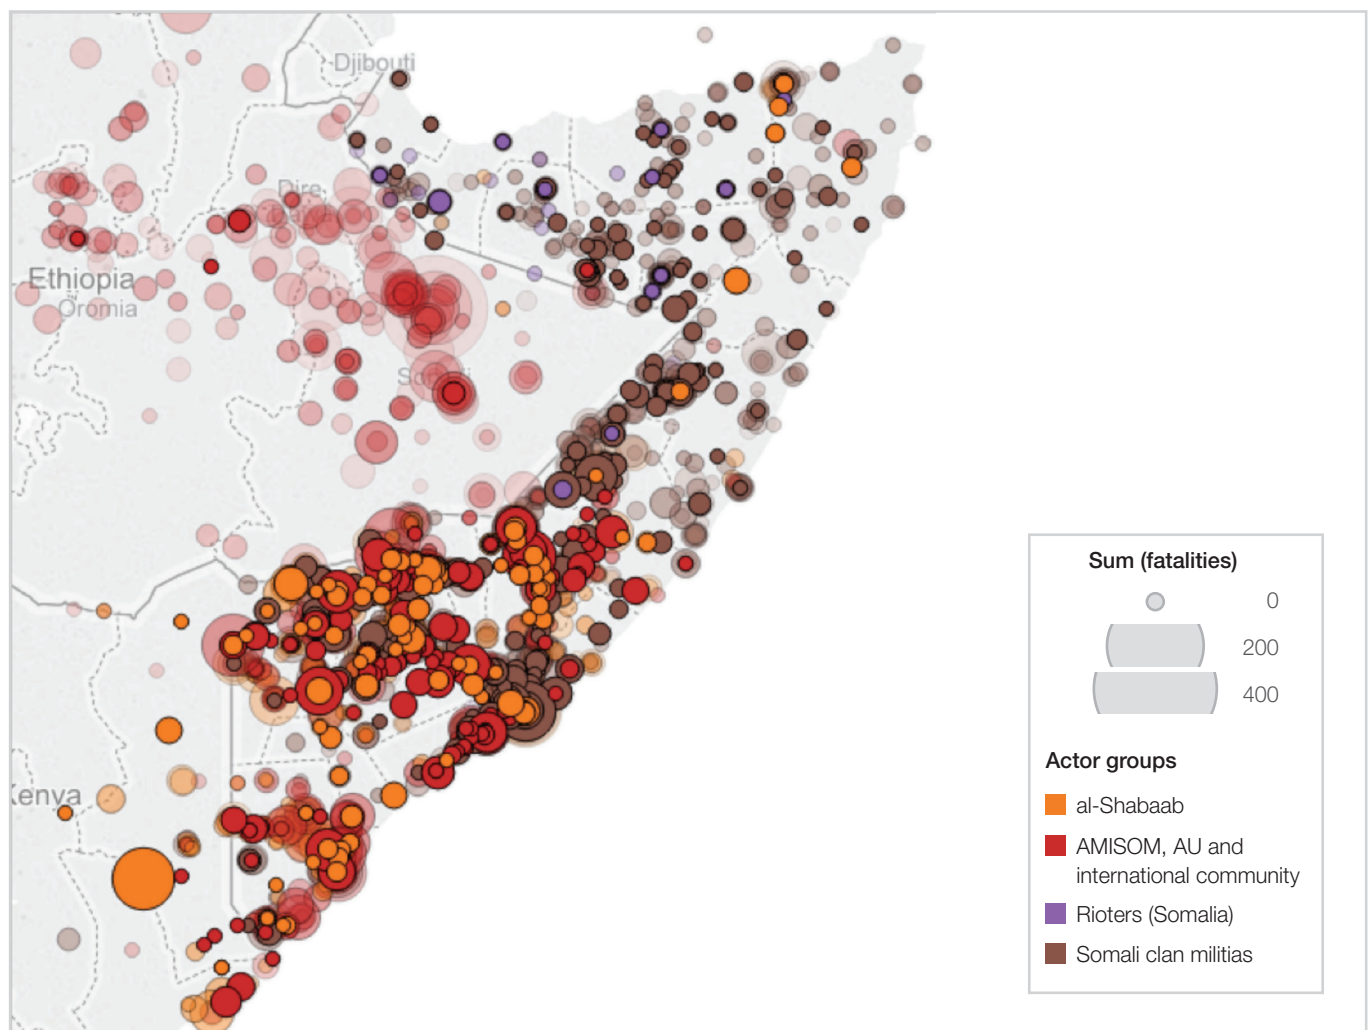 Djibouti
Dire
Ethiopia
Oromia
Kenya
Sum (fatalities)
0
200
400
Actor groups
al-Shabaab
AMISOM, AU and
international community
Rioters (Somalia)
Somali clan militias